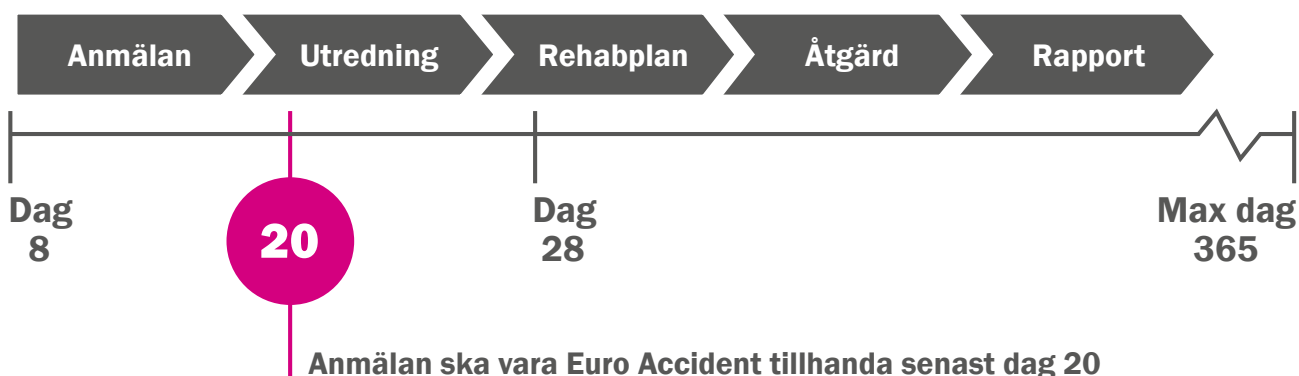 Anmälan
Utredning
Rehabplan
Åtgärd
Rapport
Dag
8
20
Dag
28
Max dag
365
Anmälan ska vara Euro Accident tillhanda senast dag 20